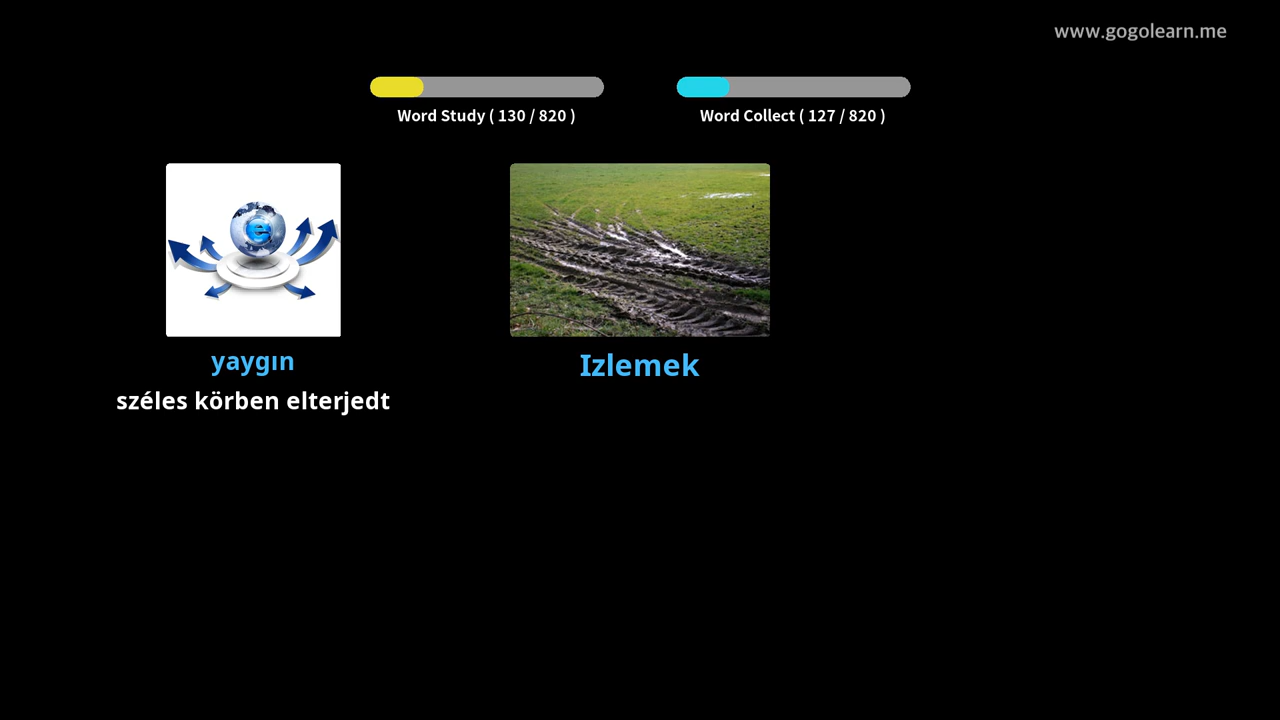 www.gogolearn.me
Word Study ( 130 / 820 )
Word Collect ( 127 / 820 )
e
yaygın
Izlemek
széles körben elterjedt